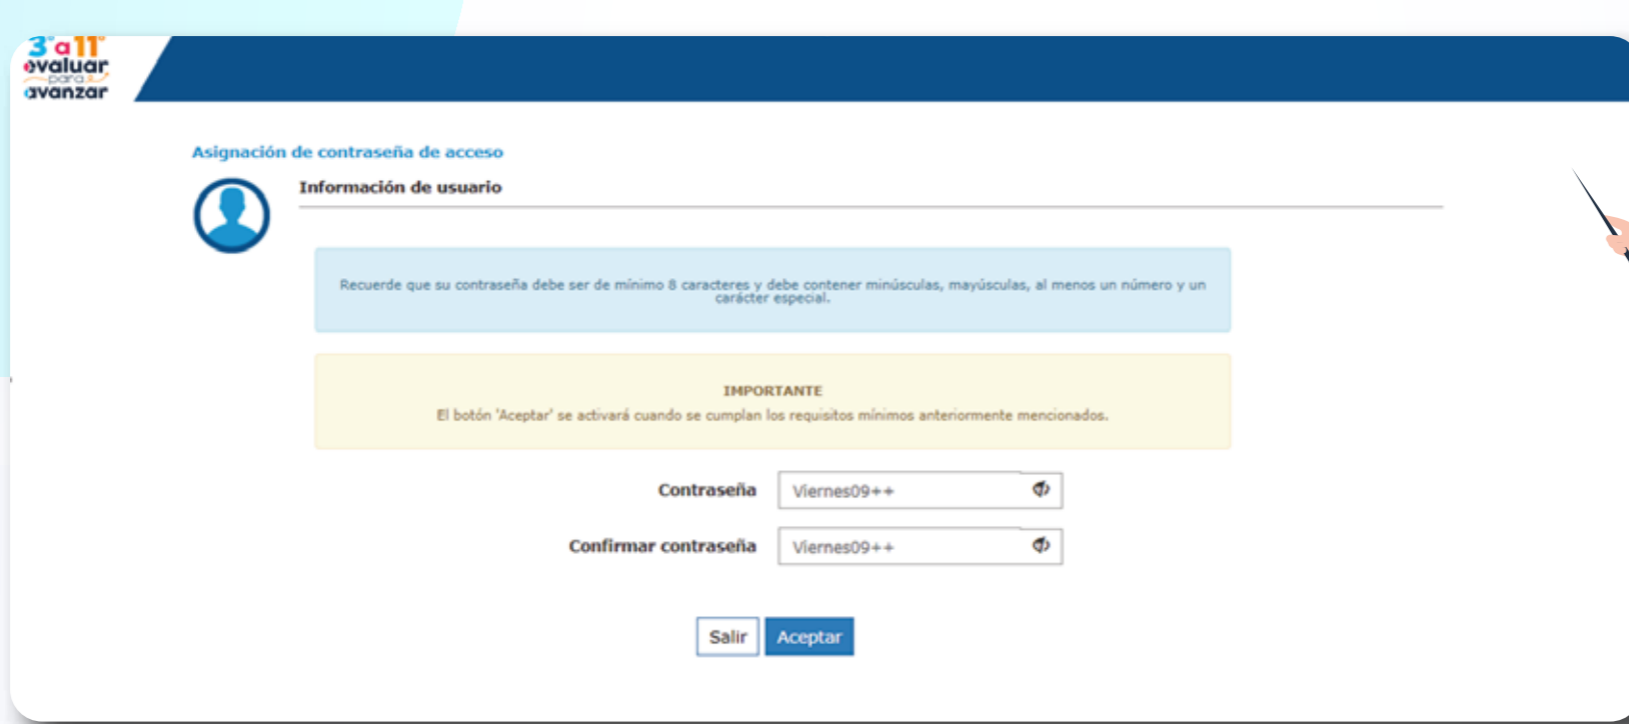 3°a11°
evaluar
para
avanzar
Asignación de contraseña de acceso
Información de usuario
Recuerde que su contraseña debe ser de mínimo 8 caracteres y debe contener minúsculas, mayúsculas, al menos un número y un
carácter especial.
IMPORTANTE
El botón 'Aceptar' se activará cuando se cumplan los requisitos mínimos anteriormente mencionados.
Contraseña Viernes09++
Confirmar contraseña Viernes09++
Salir Aceptar